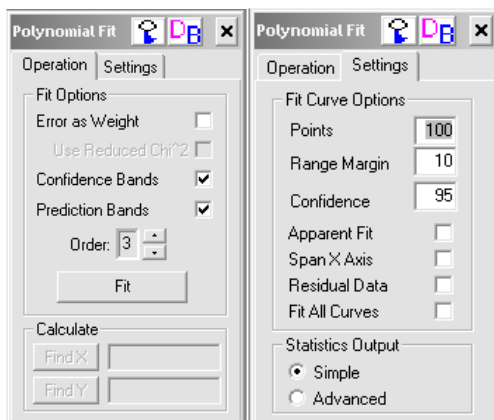 Polynomial Fit DB x
Operation Settings
Fit Options
Error as Weight
Use Reduced Chi^2
Confidence Bands
Prediction Bands
Order: 3
Fit
Calculate
Find X
Find Y
Polynomial Fit DB x
Operation Settings
Fit Curve Options
Points 100
Range Margin 10
Confidence 95
Apparent Fit
Span X Axis
Residual Data
Fit All Curves
Statistics Output
Simple
Advanced